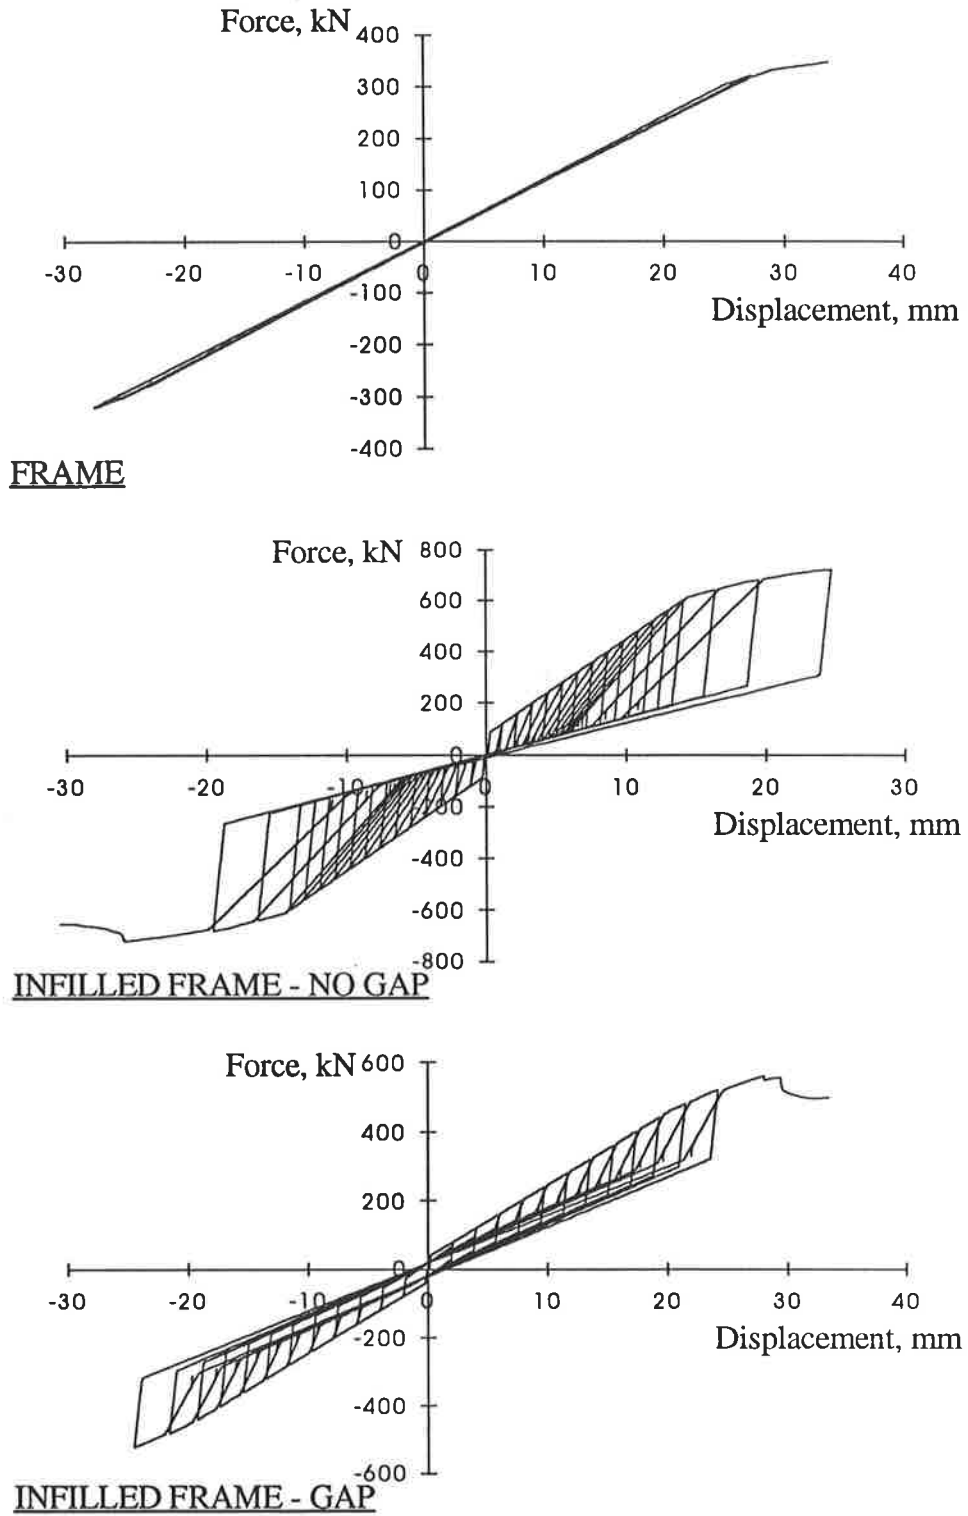 Force, kN
400
300
200
100
0
-30 -20 -10 0 10 20 30 40
-100
Displacement, mm
-200
-300
-400
FRAME
Force, kN 800
600
400
200
0
-30 -20 -10 0 10 20 30
-200
Displacement, mm
-400
-600
-800
INFILLED FRAME - NO GAP
Force, kN 600
400
200
0
-30 -20 -10 0 10 20 30 40
-200
Displacement, mm
-400
-600
INFILLED FRAME - GAP